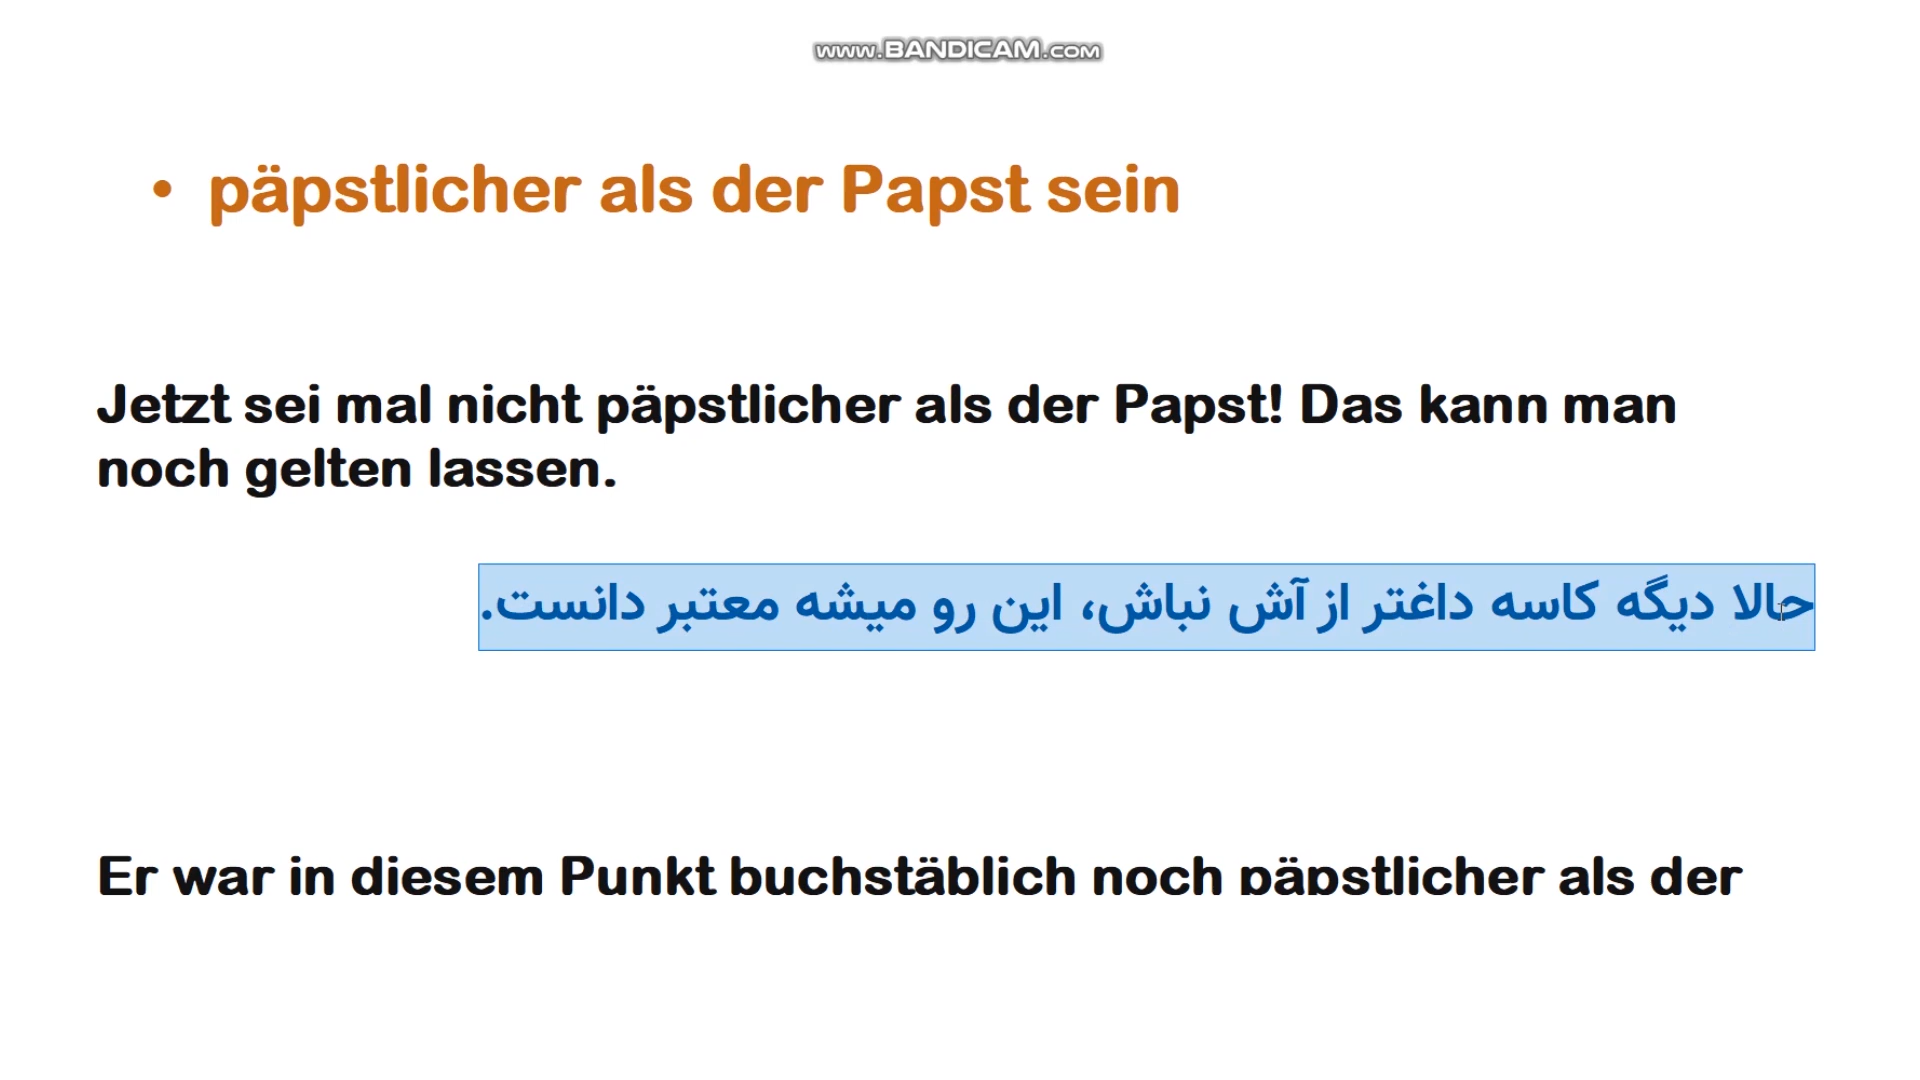 www.BANDICAM.com
• päpstlicher als der Papst sein
Jetzt sei mal nicht päpstlicher als der Papst! Das kann man
noch gelten lassen.
حالا دیگه کاسه داغتر از آش نباش، این رو میشه معتبر دانست.
Er war in diesem Punkt buchstäblich noch päpstlicher als der